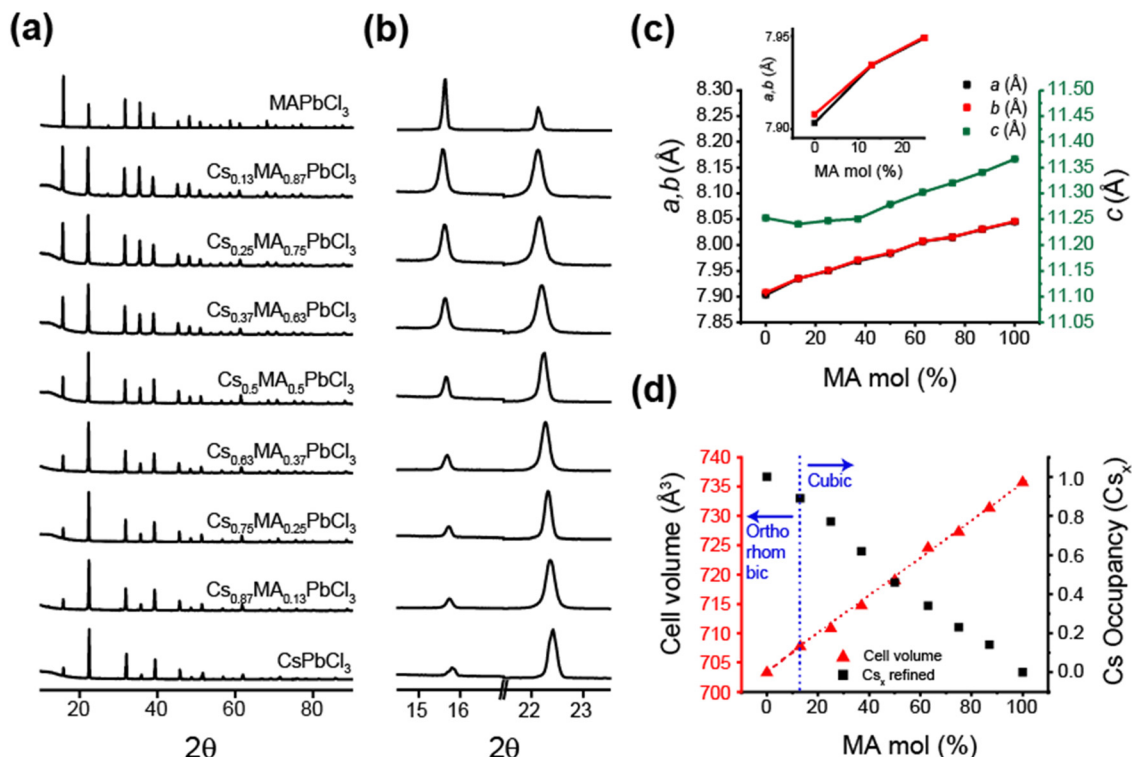 (a)
MAPbCl3
Cs0.13MA0.87PbCl3
Cs0.25MA0.75PbCl3
Cs0.37MA0.63PbCl3
Cs0.5MA0.5PbCl3
Cs0.63MA0.37PbCl3
Cs0.75MA0.25PbCl3
Cs0.87MA0.13PbCl3
CsPbCl3
20 40 60 80
2θ
(b)
15 16 22 23
2θ
(c)
7.95
7.90
a,b (Å)
0 10 20
MA mol (%)
a (Å)
b (Å)
c (Å)
8.30
8.25
8.20
8.15
8.10
8.05
8.00
7.95
7.90
7.85
a,b (Å)
11.50
11.45
11.40
11.35
11.30
11.25
11.20
11.15
11.10
11.05
c (Å)
0 20 40 60 80 100
MA mol (%)
(d)
740
735
730
725
720
715
710
705
700
Cell volume (Å³)
Cubic
Ortho
rhom
bic
Cell volume
Csx refined
1.0
0.8
0.6
0.4
0.2
0.0
Cs Occupancy (Csx)
0 20 40 60 80 100
MA mol (%)